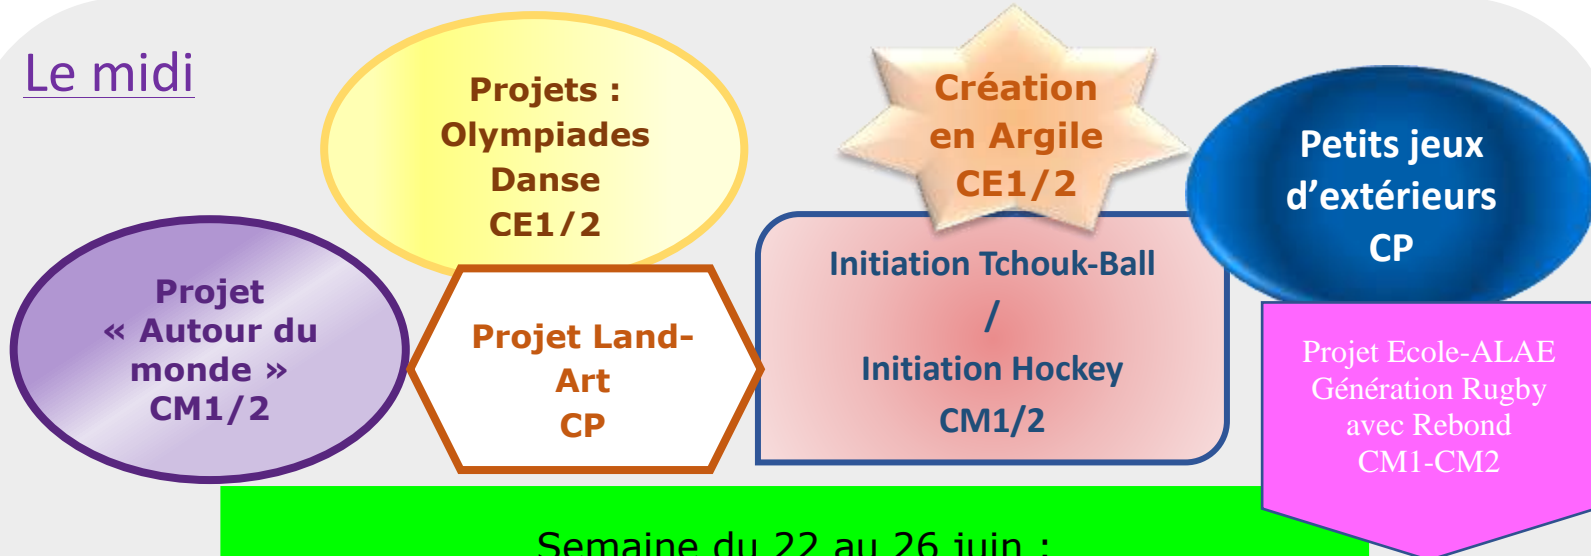 Le midi
Projets :
Olympiades
Danse
CE1/2
Création
en Argile
CE1/2
Petits jeux
d’extérieurs
CP
Projet
« Autour du
monde »
CM1/2
Projet Land-
Art
CP
Initiation Tchouk-Ball
/
Initiation Hockey
CM1/2
Projet Ecole-ALAE
Génération Rugby
avec Rebond
CM1-CM2
Semaine du 22 au 26 juin :